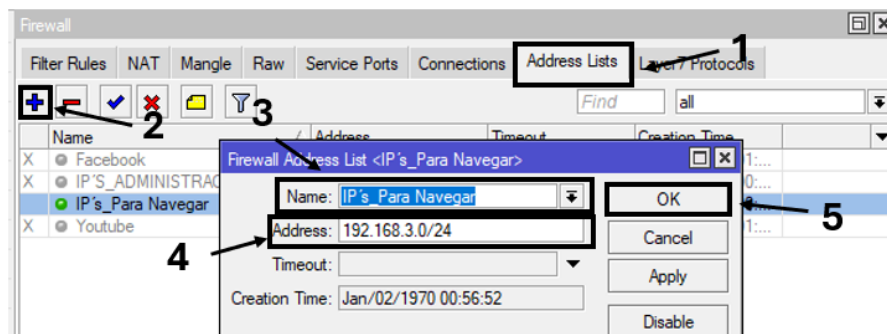 Firewall
Filter Rules NAT Mangle Raw Service Ports Connections Address Lists Layer7 Protocols
1
Find all
2 3
Name Address Timeout Creation Time
X Facebook
X IP´S_ADMINISTRAC
IP´s_Para Navegar
X Youtube
Firewall Address List <IP´s_Para Navegar>
Name: IP´s_Para Navegar OK
5
Address: 192.168.3.0/24 Cancel
4
Timeout: Apply
Creation Time: Jan/02/1970 00:56:52
Disable